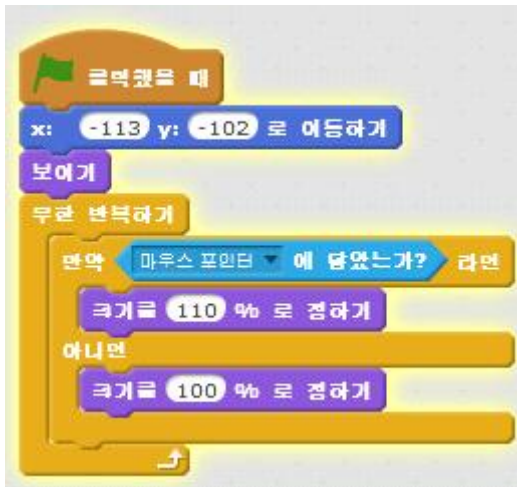 클릭했을 때
x: -113 y: -102 로 이동하기
보이기
무한 반복하기
만약 마우스 포인터 에 닿았는가? 라면
크기를 110 % 로 정하기
아니면
크기를 100 % 로 정하기